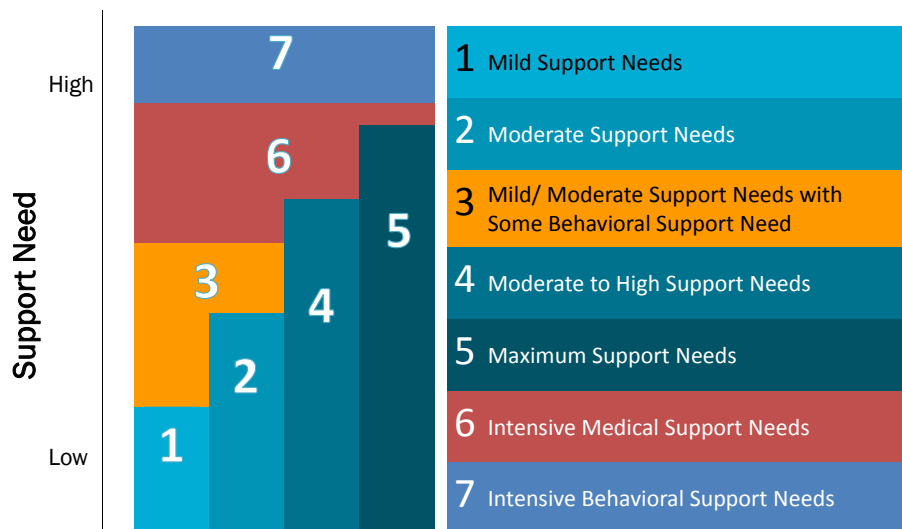 Support Need
High
Low
7
6
3
5
4
2
1
1 Mild Support Needs
2 Moderate Support Needs
3 Mild/ Moderate Support Needs with
Some Behavioral Support Need
4 Moderate to High Support Needs
5 Maximum Support Needs
6 Intensive Medical Support Needs
7 Intensive Behavioral Support Needs